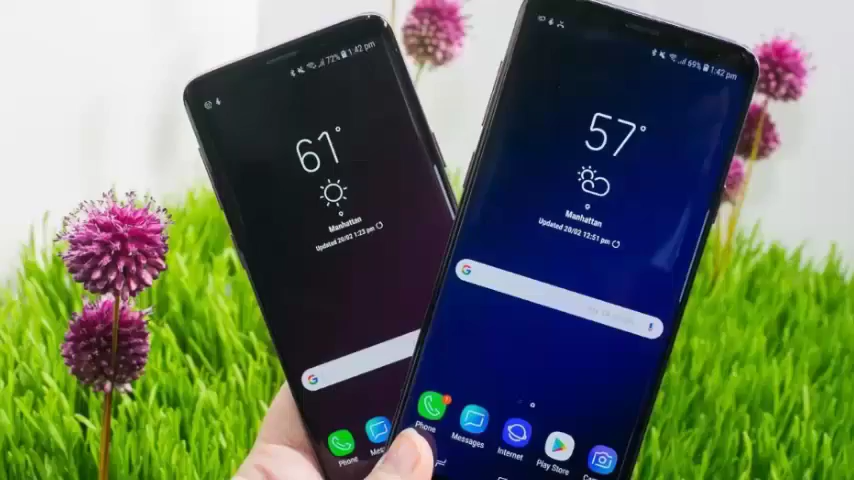 72% 1:42 pm
61°
Manhattan
Updated 20/02 1:23 pm
G
Phone
69% 1:42 pm
57°
Manhattan
Updated 20/02 12:51 pm
G
Phone
Messages
Internet
Play Store